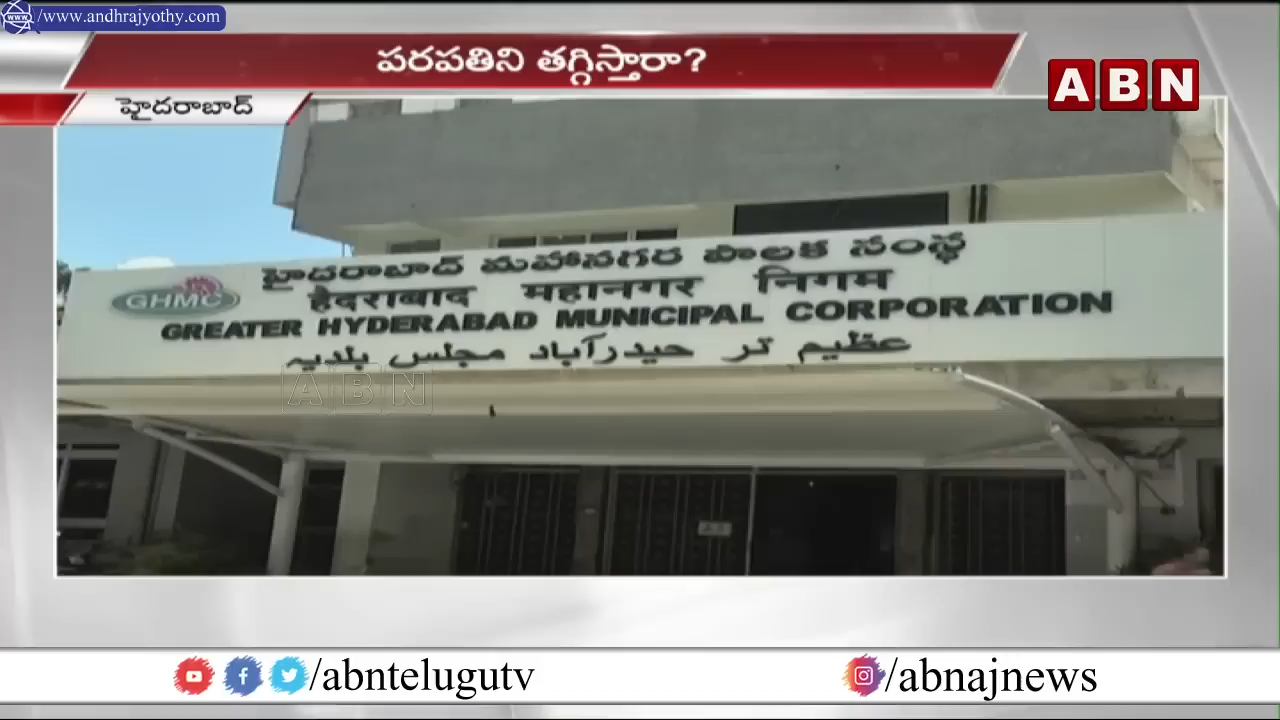 www./www.andhrajyothy.com
పరపతిని తగ్గిస్తారా?
ABN
హైదరాబాద్
హైదరాబాద్ మహానగర పాలక సంస్థ
GHMC
हैदराबाद महानगर निगम
GREATER HYDERABAD MUNICIPAL CORPORATION
عظیم تر حیدرآباد مجلس بلدیہ
ABN
/abntelugutv
/abnajnews